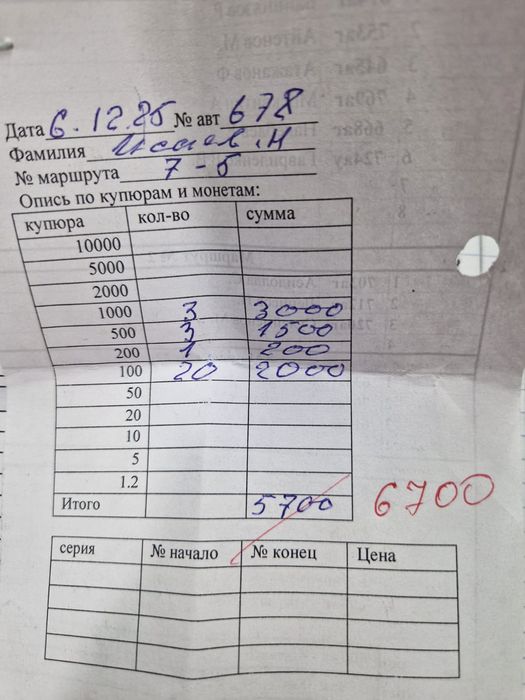 Дата 6.12.25 № авт 678
Фамилия Исаев .Н
№ маршрута 7-5
Опись по купюрам и монетам:
купюра кол-во сумма
10000
5000
2000
1000 3 3000
500 3 1500
200 1 200
100 20 2000
50
20
10
5
1.2
Итого 5700 6700
серия № начало № конец Цена